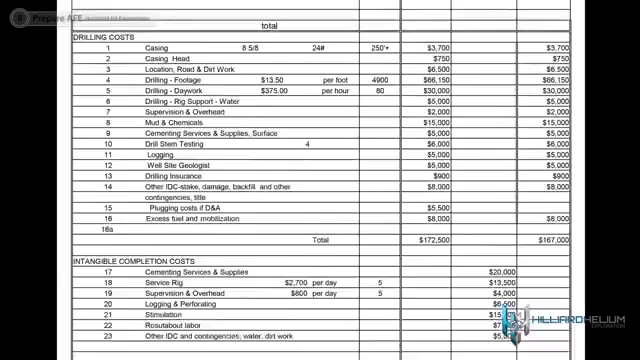 8 Prepare AFE
total
DRILLING COSTS
1 Casing 8 5/8 24# 250'+ $3,700 $3,700
2 Casing Head $750 $750
3 Location, Road & Dirt Work $6,500 $6,500
4 Drilling - Footage $13.50 per foot 4900 $66,150 $66,150
5 Drilling - Daywork $375.00 per hour 80 $30,000 $30,000
6 Drilling - Rig Support - Water $5,000 $5,000
7 Supervision & Overhead $2,000 $2,000
8 Mud & Chemicals $15,000 $15,000
9 Cementing Services & Supplies, Surface $5,000 $5,000
10 Drill Stem Testing 4 $6,000 $6,000
11 Logging $5,000 $5,000
12 Well Site Geologist $5,000 $5,000
13 Drilling Insurance $900 $900
14 Other IDC-stake, damage, backfill and other $8,000 $8,000
contingencies, title
15 Plugging costs if D&A $5,500
16 Excess fuel and mobilization $8,000 $8,000
16a
Total $172,500 $167,000
INTANGIBLE COMPLETION COSTS
17 Cementing Services & Supplies $20,000
18 Service Rig $2,700 per day 5 $13,500
19 Supervision & Overhead $800 per day 5 $4,000
20 Logging & Perforating
21 Stimulation
22 Rosutabout labor
23 Other IDC and contingencies, water, dirt work
HILLIARDHELIUM
EXPLORATION